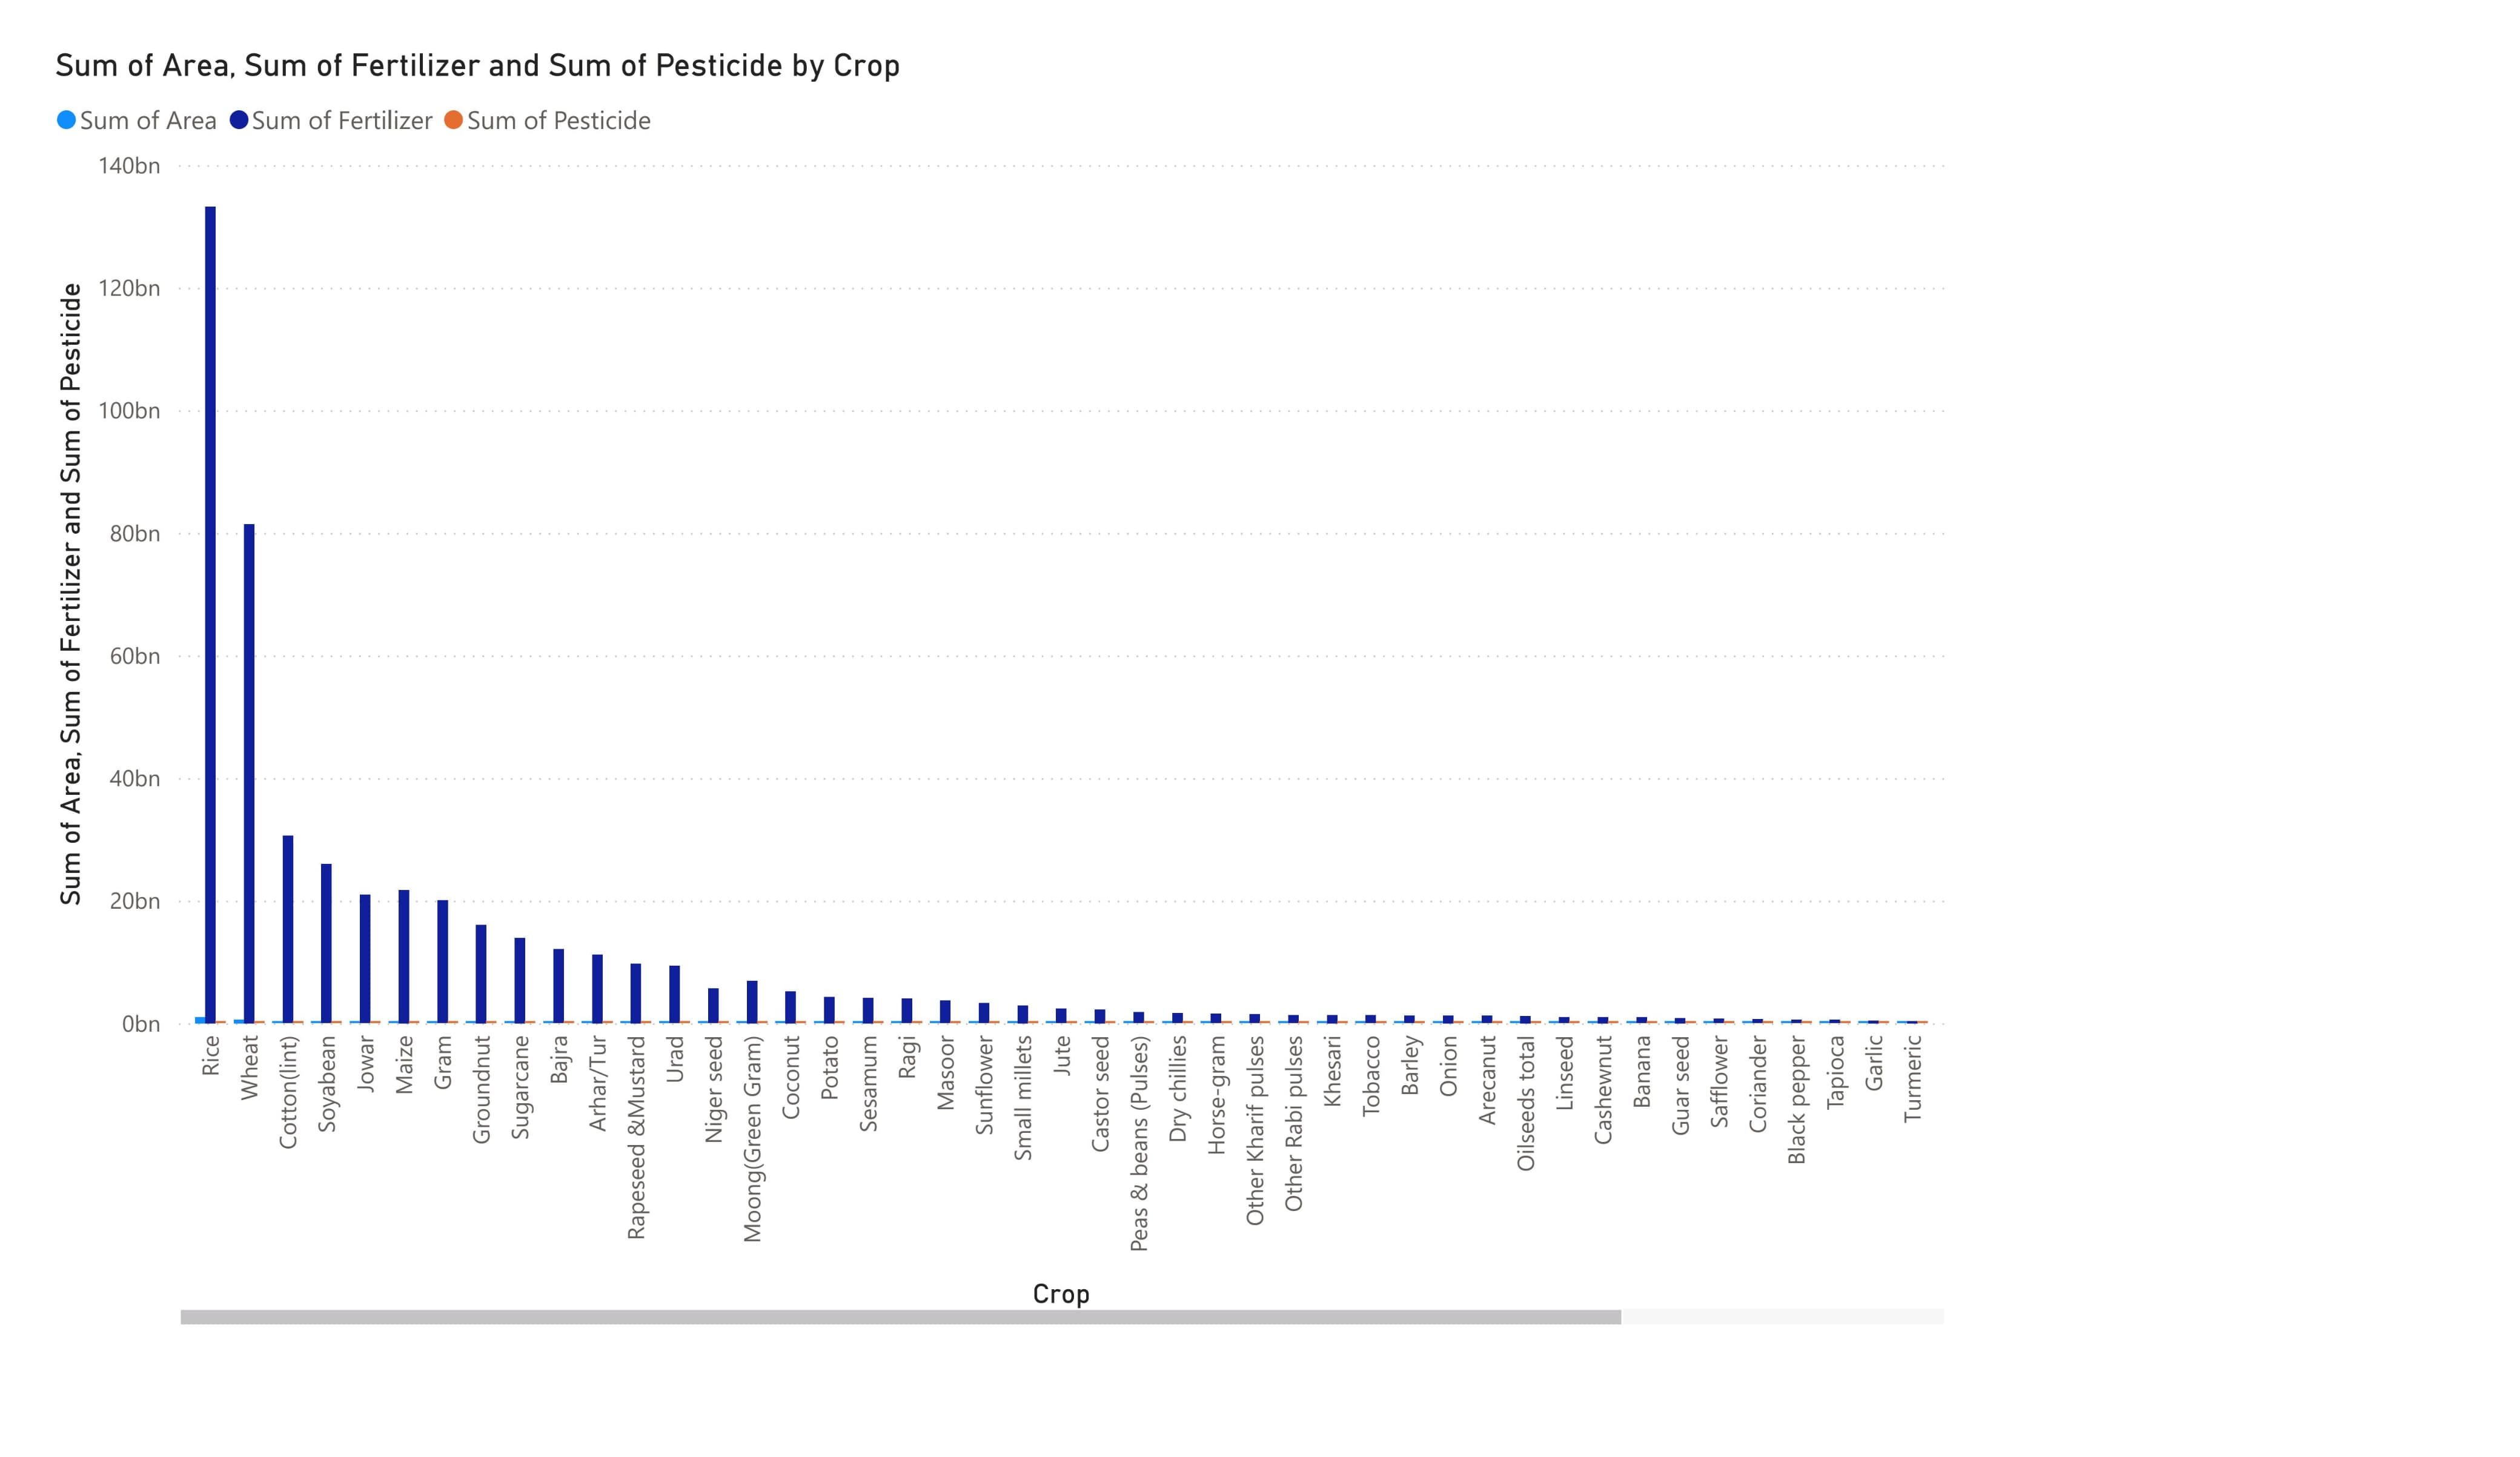 Sum of Area, Sum of Fertilizer and Sum of Pesticide by Crop
Sum of Area Sum of Fertilizer Sum of Pesticide
140bn
120bn
100bn
80bn
60bn
40bn
20bn
0bn
Sum of Area, Sum of Fertilizer and Sum of Pesticide
Rice
Wheat
Cotton(lint)
Soyabean
Jowar
Maize
Gram
Groundnut
Sugarcane
Bajra
Arhar/Tur
Rapeseed &Mustard
Urad
Niger seed
Moong(Green Gram)
Coconut
Potato
Sesamum
Ragi
Masoor
Sunflower
Small millets
Jute
Castor seed
Peas & beans (Pulses)
Dry chillies
Horse-gram
Other Kharif pulses
Other Rabi pulses
Khesari
Tobacco
Barley
Onion
Arecanut
Oilseeds total
Linseed
Cashewnut
Banana
Guar seed
Safflower
Coriander
Black pepper
Tapioca
Garlic
Turmeric
Crop